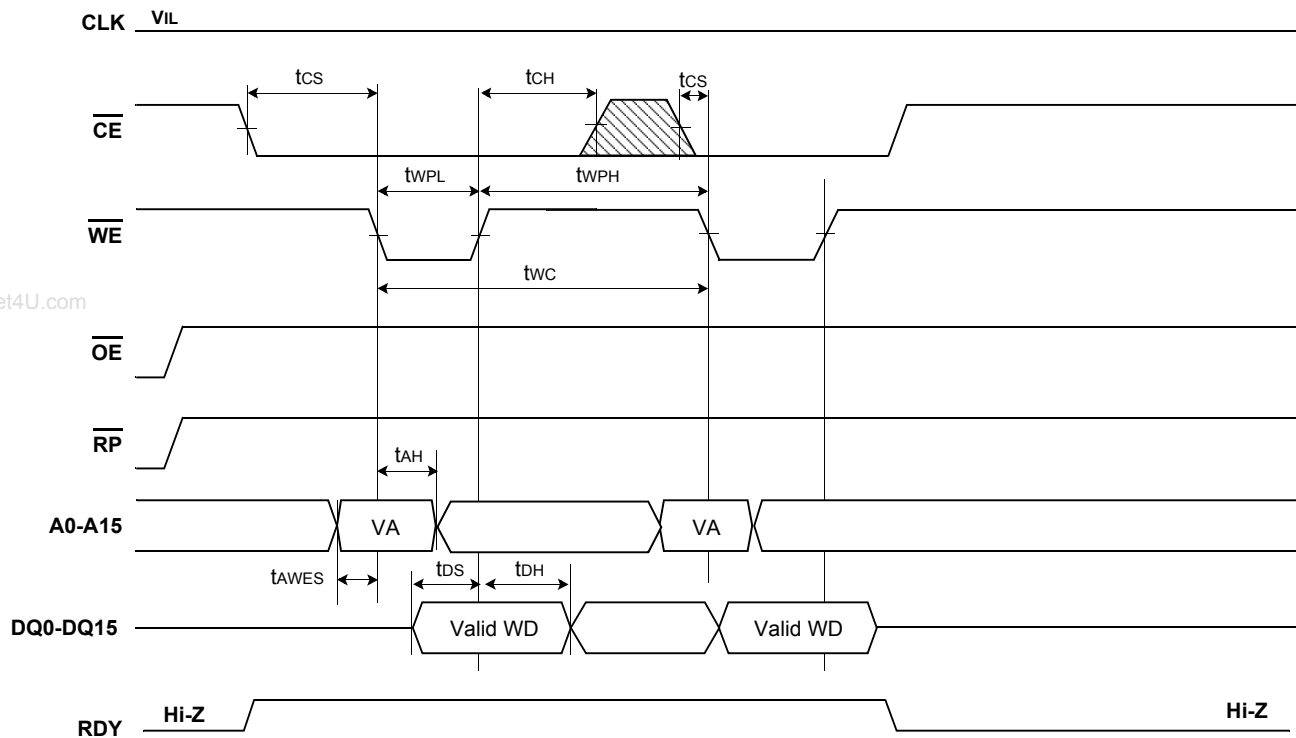 CLK VIL
tCS tCH tCS
CE
tWPL tWPH
WE
tWC
et4U.com
OE
RP
tAH
A0-A15 VA VA
tAWES tDS tDH
DQ0-DQ15 Valid WD Valid WD
RDY Hi-Z Hi-Z